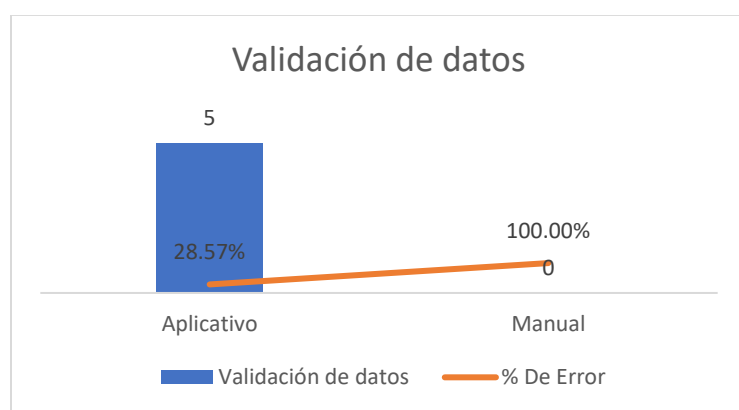 Validación de datos
5
28.57%
100.00%
0
Aplicativo
Manual
Validación de datos
% De Error